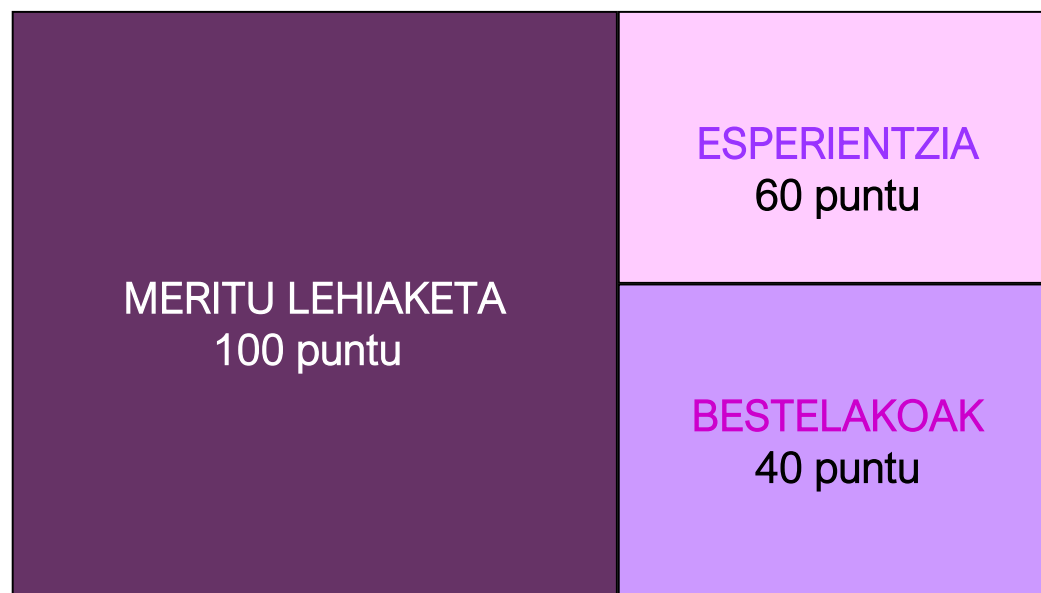 MERITU LEHIAKETA
100 puntu
ESPERIENTZIA
60 puntu
BESTELAKOAK
40 puntu